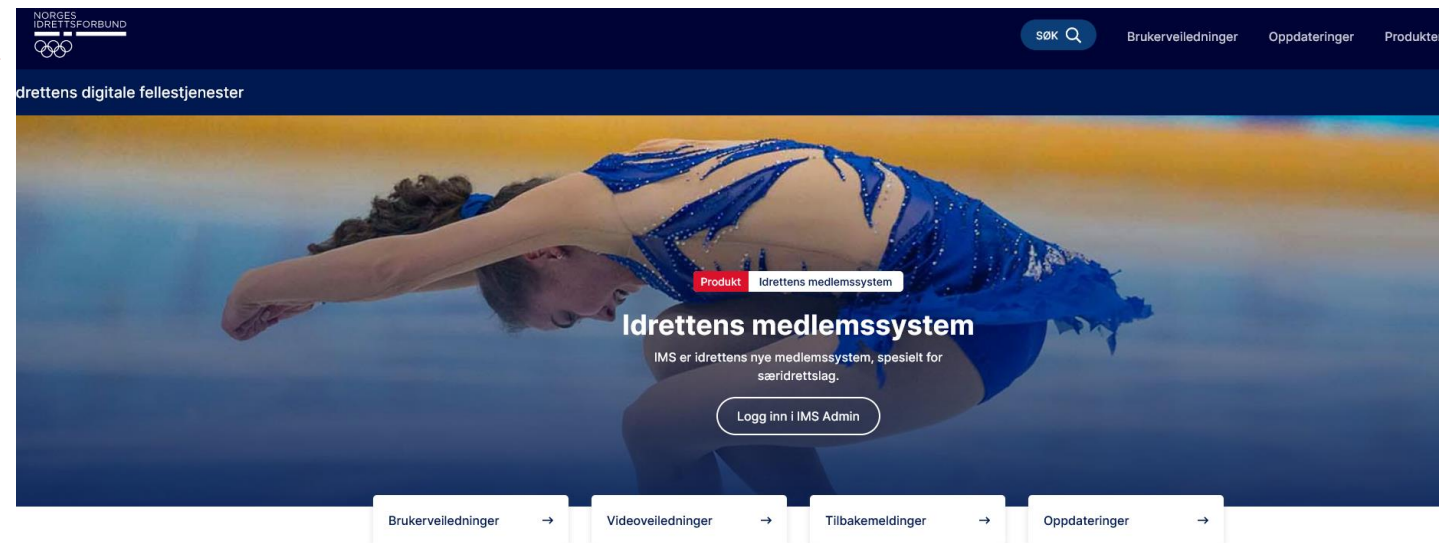 NORGES
IDRETTSFORBUND
SØK
Brukerveiledninger
Oppdateringer
Produkte
drettens digitale fellestjenester
Produkt
Idrettens medlemssystem
Idrettens medlemssystem
IMS er idrettens nye medlemssystem, spesielt for
særidrettslag.
Logg inn i IMS Admin
Brukerveiledninger →
Videoveiledninger →
Tilbakemeldinger →
Oppdateringer →